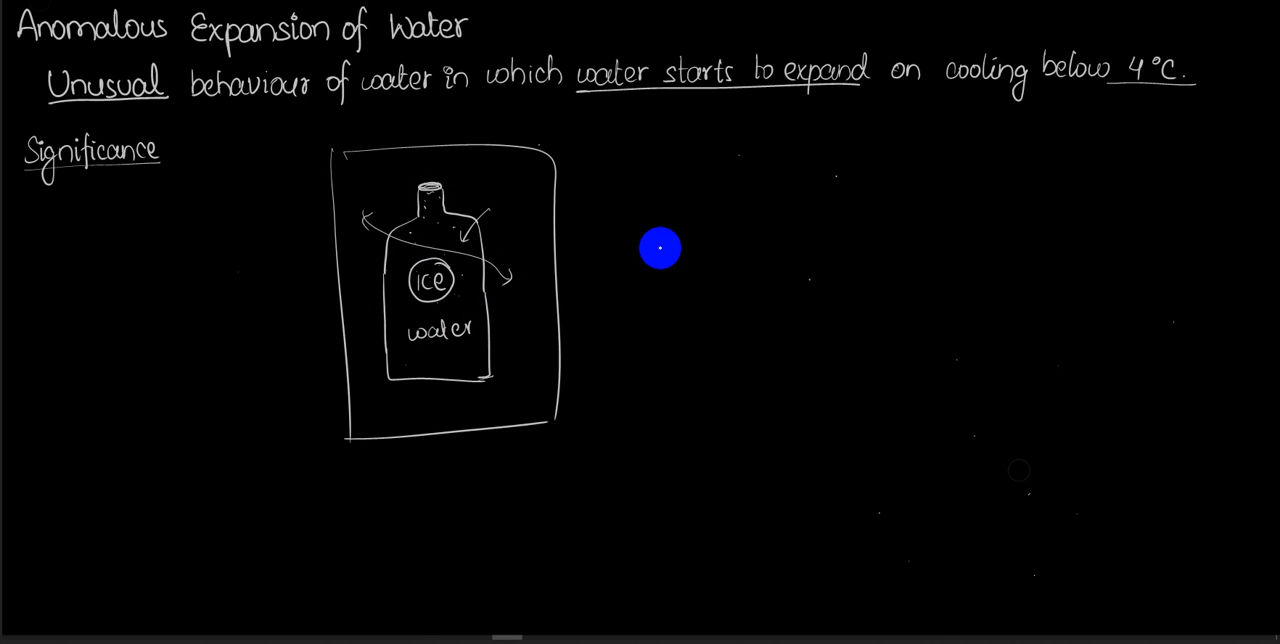 Anomalous Expansion of Water
Unusual behaviour of water in which water starts to expand on cooling below 4°C.
Significance
ice
water